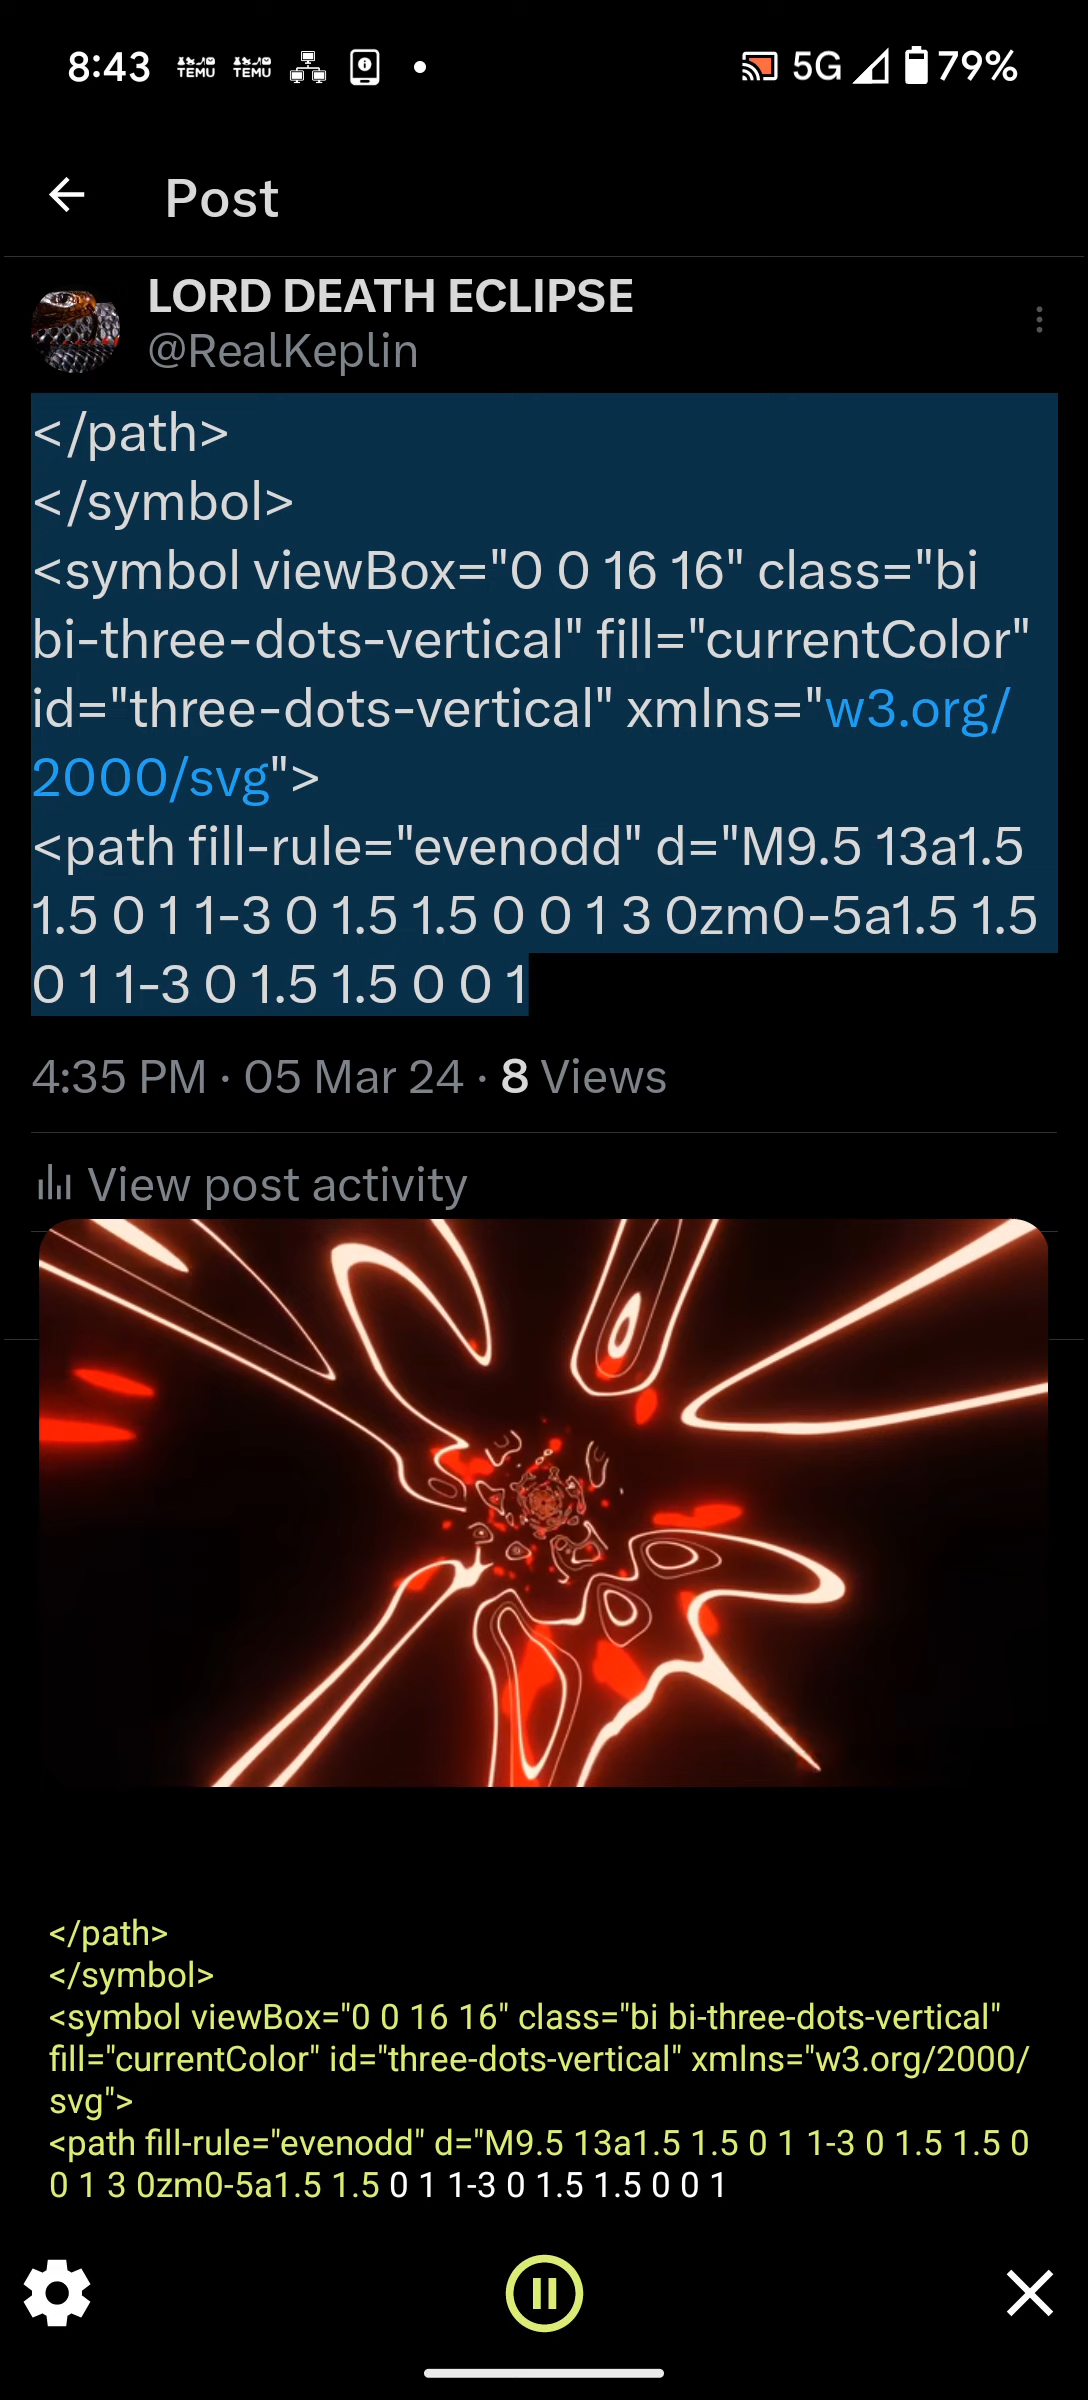 8:43 TEMU TEMU 5G 79%
Post
LORD DEATH ECLIPSE
@RealKeplin
</path>
</symbol>
<symbol viewBox="0 0 16 16" class="bi
bi-three-dots-vertical" fill="currentColor"
id="three-dots-vertical" xmlns="w3.org/
2000/svg">
<path fill-rule="evenodd" d="M9.5 13a1.5
1.5 0 1 1-3 0 1.5 1.5 0 0 1 3 0zm0-5a1.5 1.5
0 1 1-3 0 1.5 1.5 0 0 1
4:35 PM · 05 Mar 24 · 8 Views
View post activity
</path>
</symbol>
<symbol viewBox="0 0 16 16" class="bi bi-three-dots-vertical"
fill="currentColor" id="three-dots-vertical" xmlns="w3.org/2000/
svg">
<path fill-rule="evenodd" d="M9.5 13a1.5 1.5 0 1 1-3 0 1.5 1.5 0
0 1 3 0zm0-5a1.5 1.5 0 1 1-3 0 1.5 1.5 0 0 1